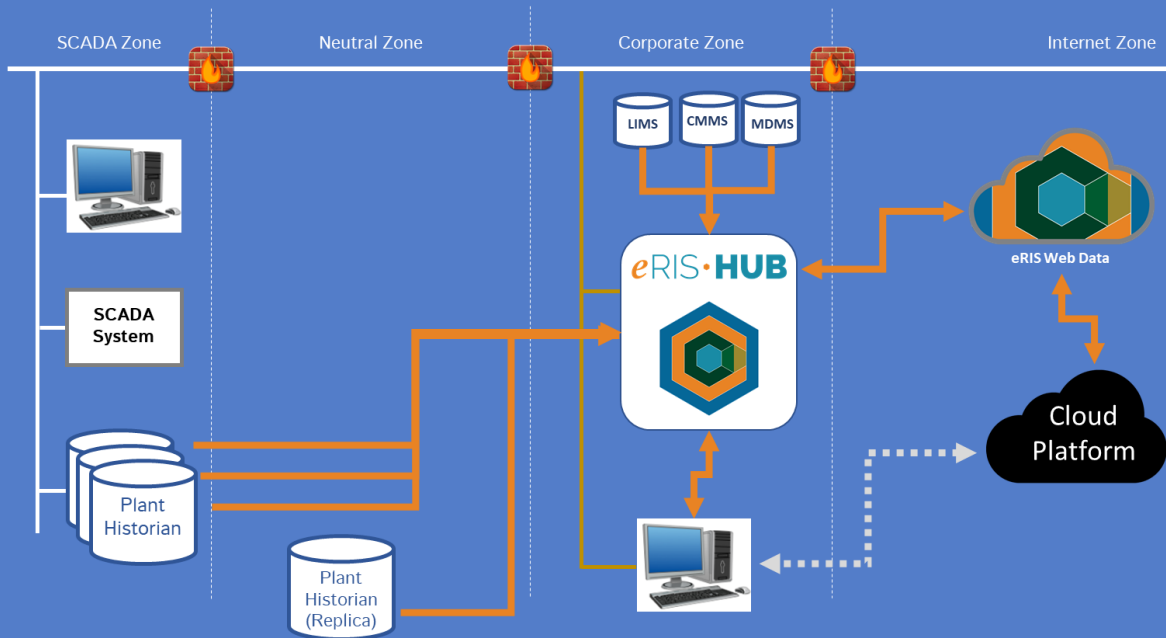 SCADA Zone
Neutral Zone
Corporate Zone
Internet Zone
LIMS
CMMS
MDMS
eRIS·HUB
eRIS Web Data
SCADA
System
Cloud
Platform
Plant
Historian
Plant
Historian
(Replica)